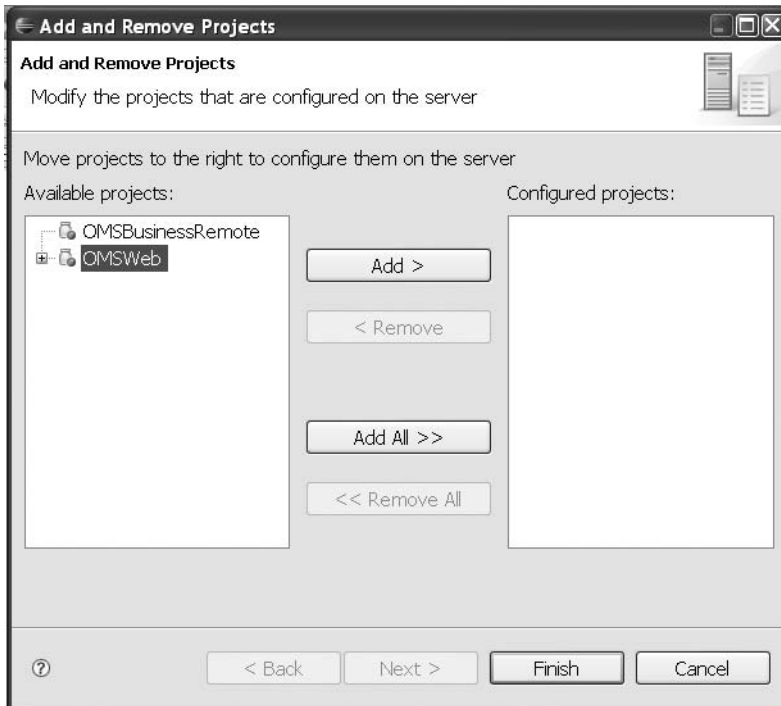 Add and Remove Projects
Add and Remove Projects
Modify the projects that are configured on the server
Move projects to the right to configure them on the server
Available projects:
Configured projects:
OMSBusinessRemote
OMSWeb
Add >
< Remove
Add All >>
<< Remove All
?
< Back
Next >
Finish
Cancel